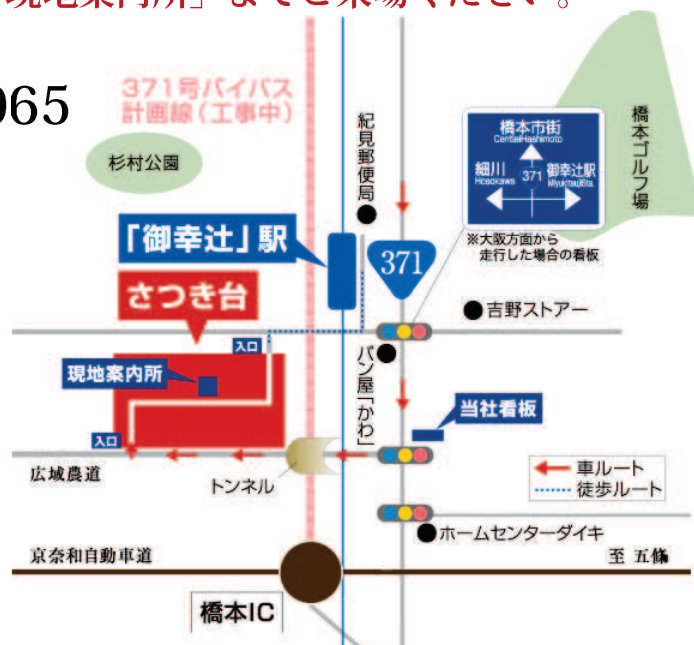 現地案内所」までご来場ください。
065
371号バイパス
計画線(工事中)
杉村公園
紀見郵便局
橋本市街
CentralHashimoto
細川
Hosokawa
371
御幸辻駅
MiyukitsujiSta.
橋本ゴルフ場
※大阪方面から
走行した場合の看板
「御幸辻」駅
371
さつき台
吉野ストアー
入口
パン屋「かわ」
現地案内所
当社看板
入口
広域農道
トンネル
車ルート
徒歩ルート
ホームセンターダイキ
京奈和自動車道
至 五條
橋本IC